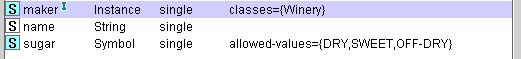 S maker I Instance single classes={Winery}
S name String single
S sugar Symbol single allowed-values={DRY,SWEET,OFF-DRY}